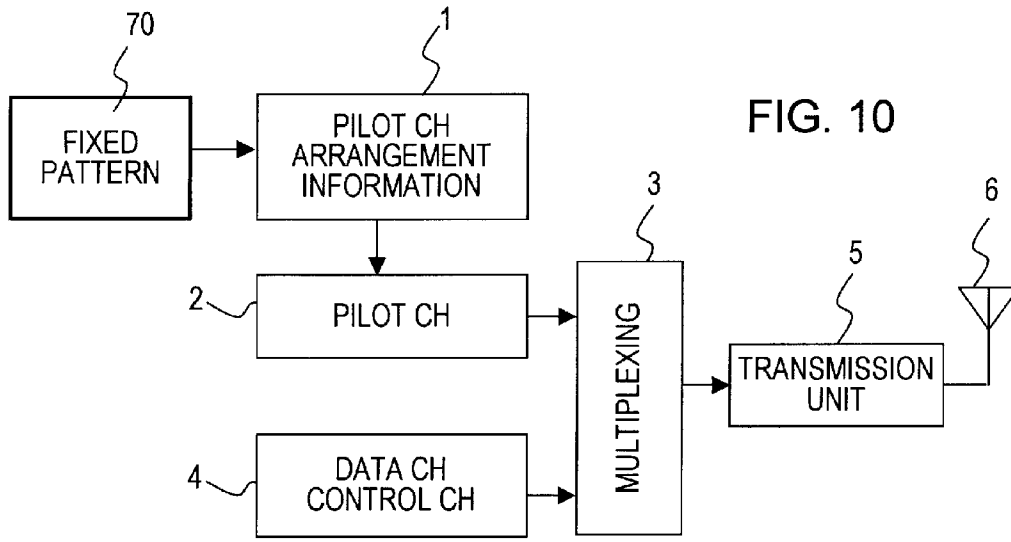 70
1
FIXED
PATTERN
PILOT CH
ARRANGEMENT
INFORMATION
FIG. 10
3
6
5
2
PILOT CH
MULTIPLEXING
TRANSMISSION
UNIT
4
DATA CH
CONTROL CH